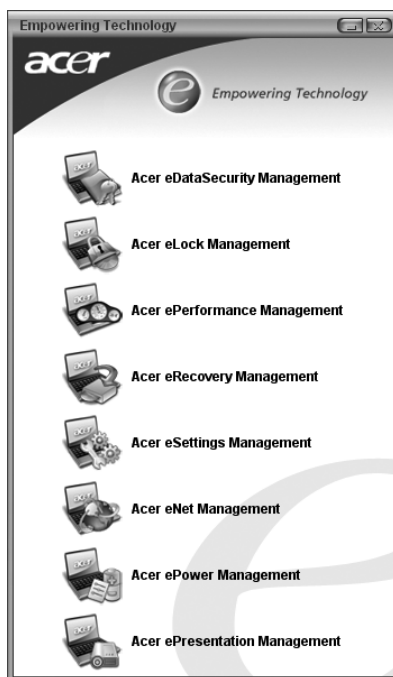 Empowering Technology
acer
e Empowering Technology
Acer eDataSecurity Management
Acer eLock Management
Acer ePerformance Management
Acer eRecovery Management
Acer eSettings Management
Acer eNet Management
Acer ePower Management
Acer ePresentation Management